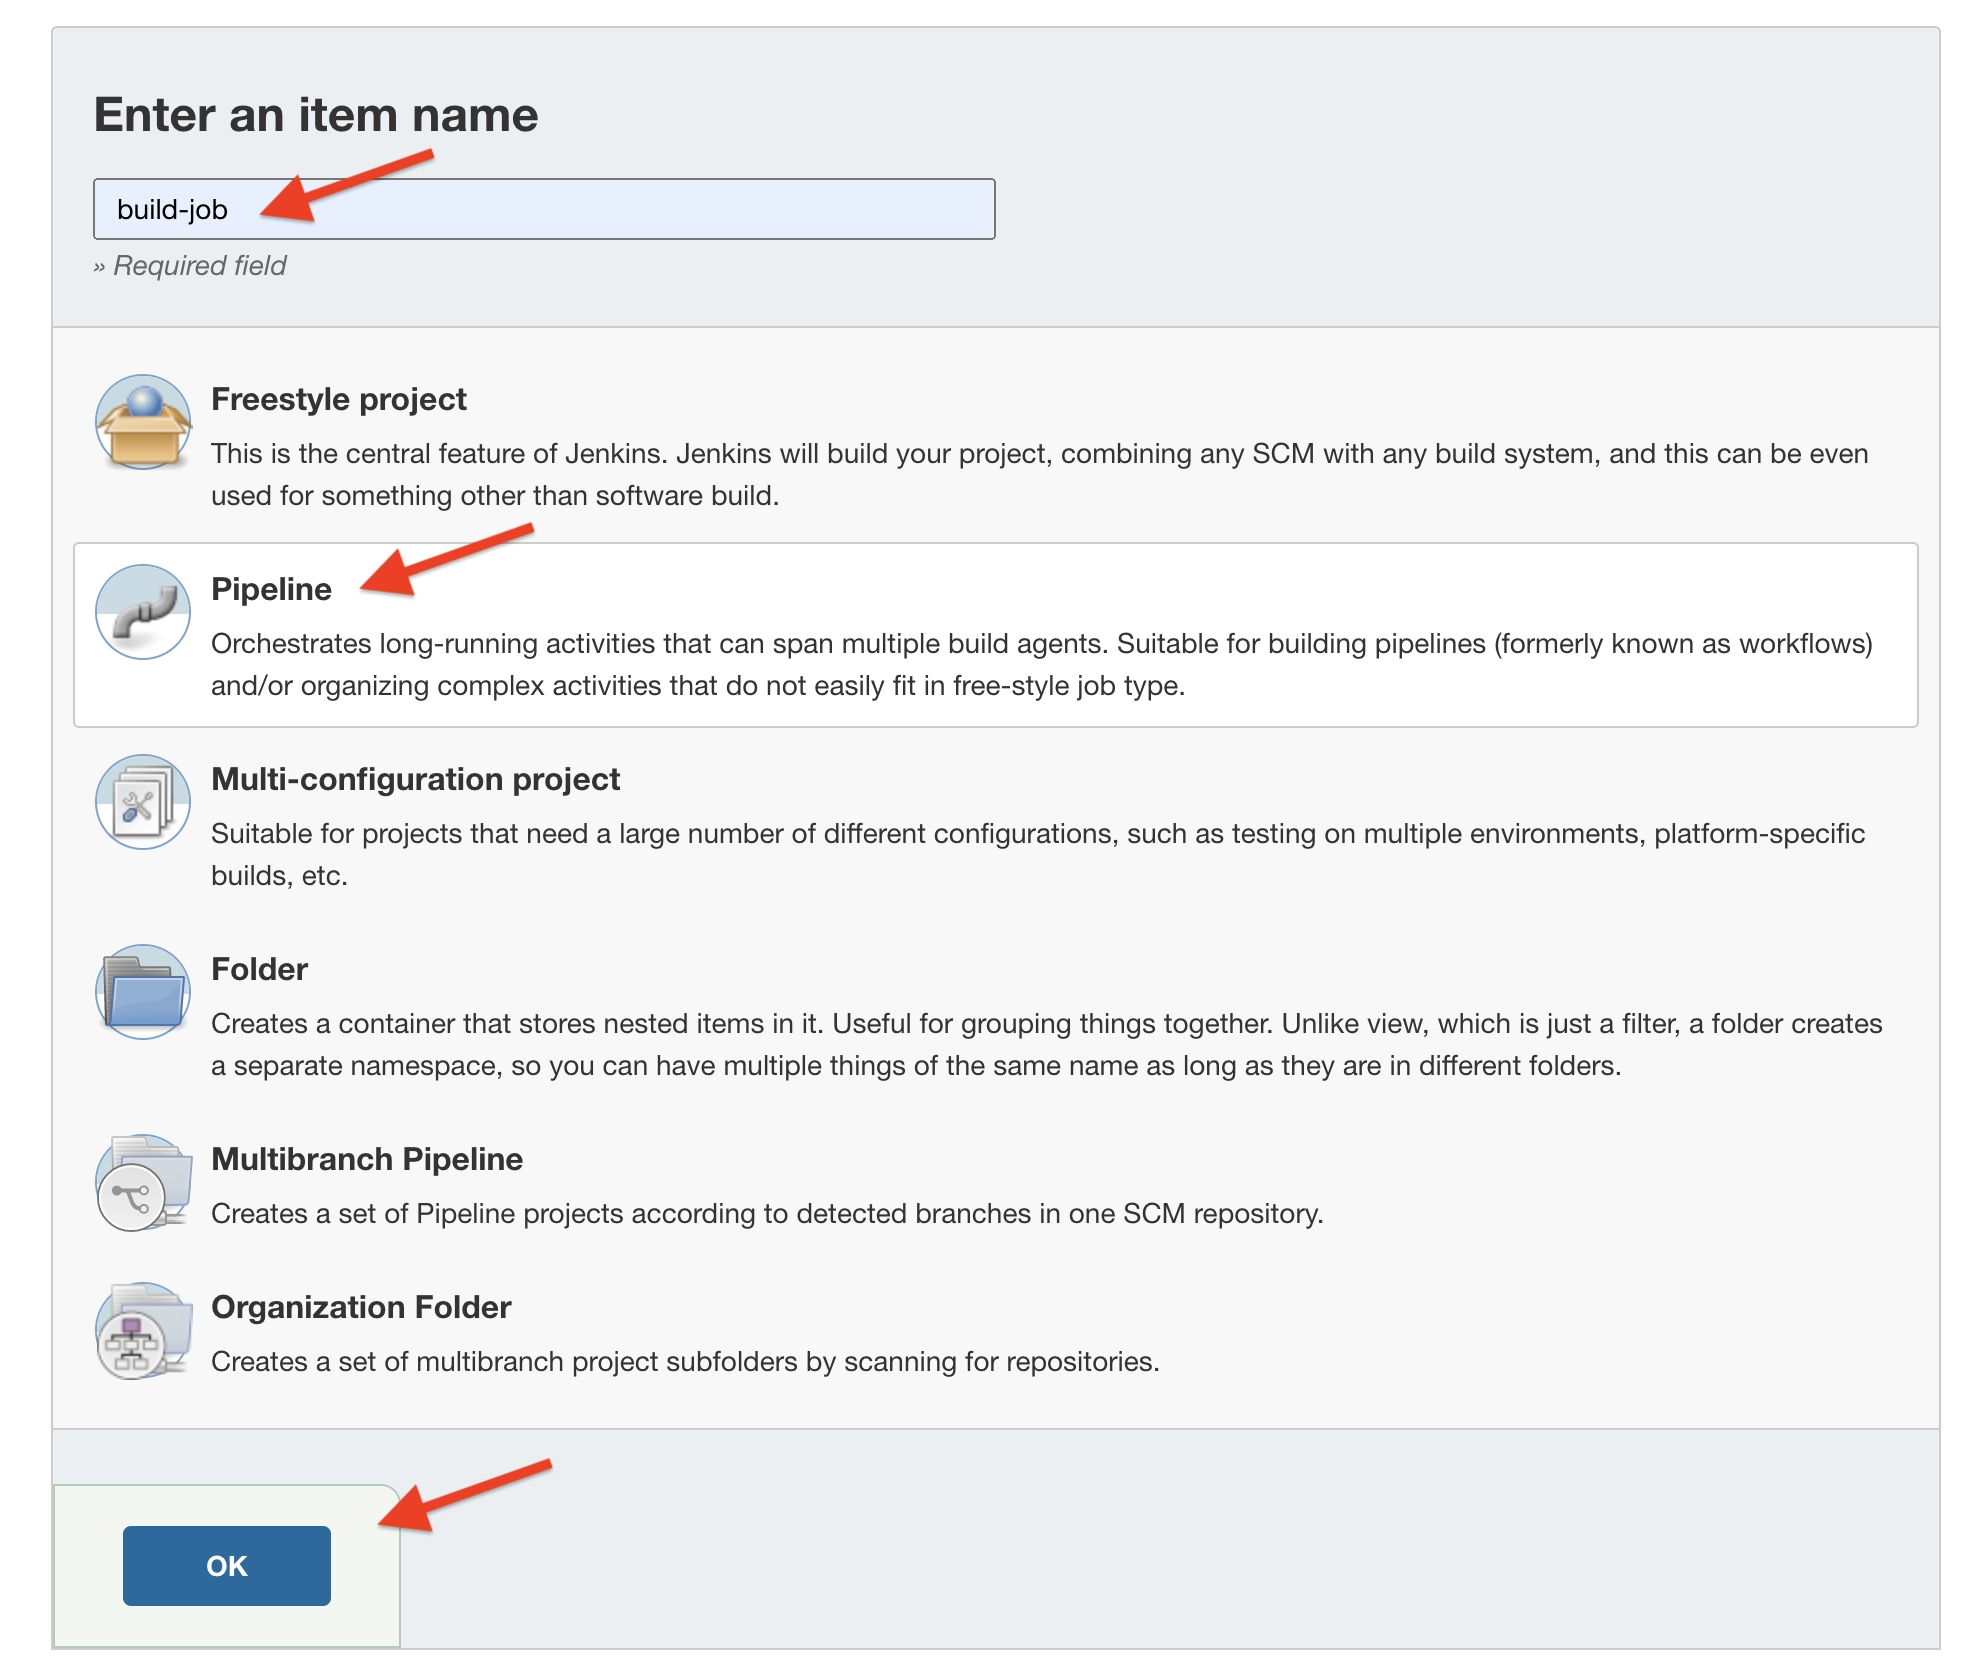 Enter an item name
build-job
» Required field
Freestyle project
This is the central feature of Jenkins. Jenkins will build your project, combining any SCM with any build system, and this can be even
used for something other than software build.
Pipeline
Orchestrates long-running activities that can span multiple build agents. Suitable for building pipelines (formerly known as workflows)
and/or organizing complex activities that do not easily fit in free-style job type.
Multi-configuration project
Suitable for projects that need a large number of different configurations, such as testing on multiple environments, platform-specific
builds, etc.
Folder
Creates a container that stores nested items in it. Useful for grouping things together. Unlike view, which is just a filter, a folder creates
a separate namespace, so you can have multiple things of the same name as long as they are in different folders.
Multibranch Pipeline
Creates a set of Pipeline projects according to detected branches in one SCM repository.
Organization Folder
Creates a set of multibranch project subfolders by scanning for repositories.
OK